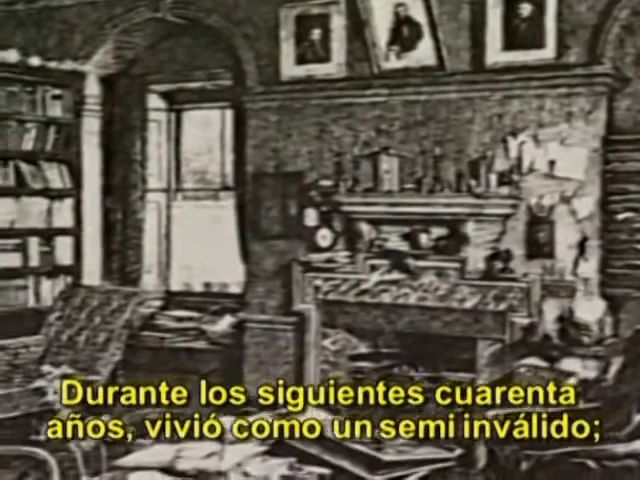 Durante los siguientes cuarenta
años, vivió como un semi inválido;